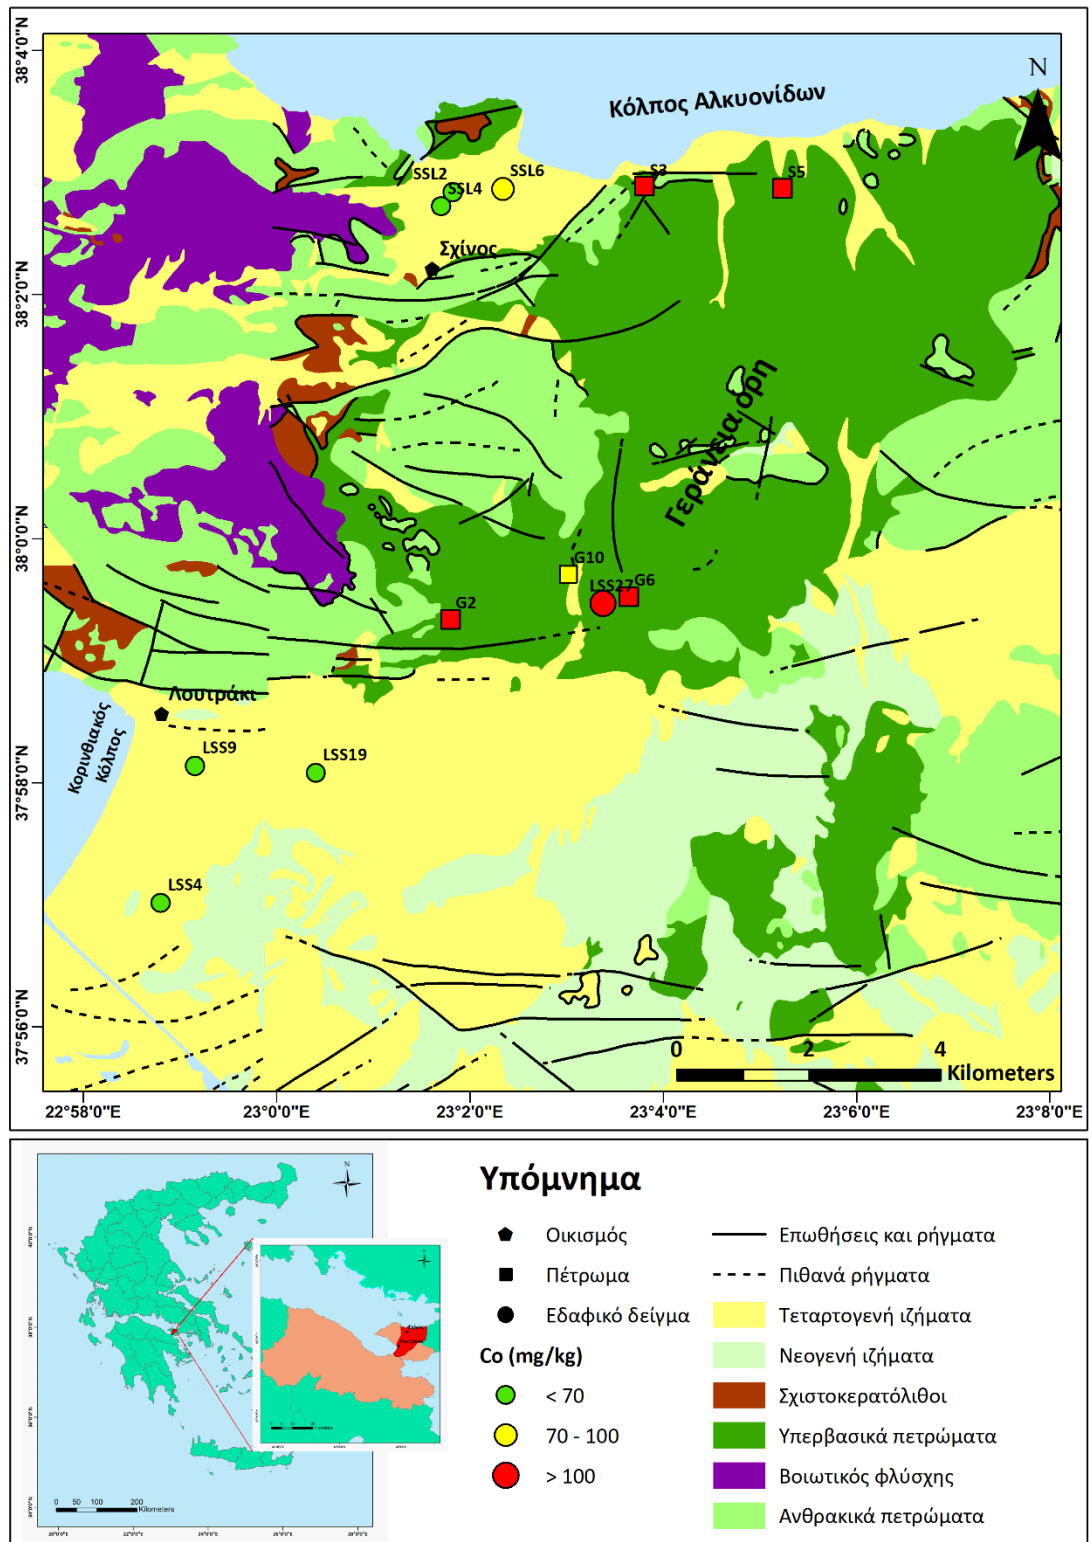 38°4'0"N
38°2'0"N
38°0'0"N
37°58'0"N
37°56'0"N
N
Κόλπος Αλκυονίδων
SSL2
SSL4
SSL6
S3
S5
Σχίνος
Γεράνεια όρη
G10
LSS27
G6
G2
Λουτράκι
Κορινθιακός
Κόλπος
LSS9
LSS19
LSS4
0 2 4
Kilometers
22°58'0"E 23°0'0"E 23°2'0"E 23°4'0"E 23°6'0"E 23°8'0"E
N
0 50 100 200
Kilometers
Υπόμνημα
Οικισμός
Πέτρωμα
Εδαφικό δείγμα
Co (mg/kg)
< 70
70 - 100
> 100
Επωθήσεις και ρήγματα
Πιθανά ρήγματα
Τεταρτογενή ιζήματα
Νεογενή ιζήματα
Σχιστοκερατόλιθοι
Υπερβασικά πετρώματα
Βοιωτικός φλύσχης
Ανθρακικά πετρώματα